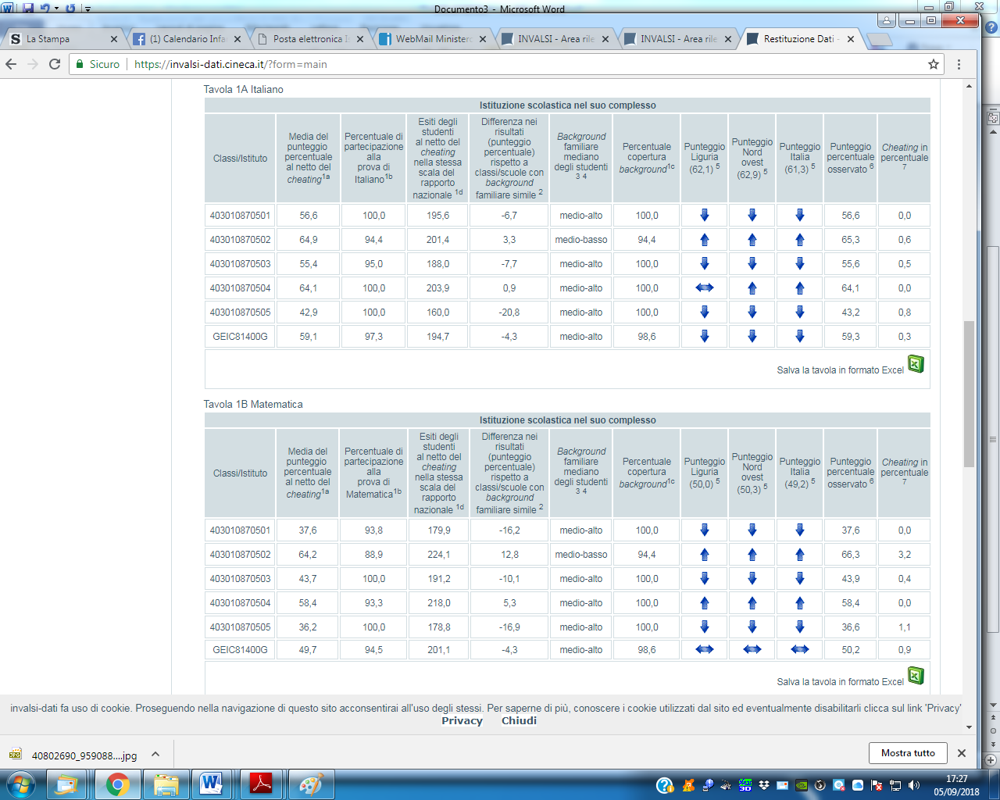 Documento3 - Microsoft Word
La Stampa
(1) Calendario Infa
Posta elettronica I
WebMail Ministero
INVALSI - Area rile
INVALSI - Area rile
Restituzione Dati -
Sicuro https://invalsi-dati.cineca.it/?form=main
Tavola 1A Italiano
Istituzione scolastica nel suo complesso
Classi/Istituto
Media del
punteggio
percentuale
al netto del
cheating1a
Percentuale di
partecipazione
alla
prova di
Italiano1b
Esiti degli
studenti
al netto del
cheating
nella stessa
scala del
rapporto
nazionale 1d
Differenza nei
risultati
(punteggio
percentuale)
rispetto a
classi/scuole con
background
familiare simile 2
Background
familiare
mediano
degli studenti
3 4
Percentuale
copertura
background1c
Punteggio
Liguria
(62,1) 5
Punteggio
Nord
ovest
(62,9) 5
Punteggio
Italia
(61,3) 5
Punteggio
percentuale
osservato 6
Cheating in
percentuale
7
403010870501 56,6 100,0 195,6 -6,7 medio-alto 100,0 56,6 0,0
403010870502 64,9 94,4 201,4 3,3 medio-basso 94,4 65,3 0,6
403010870503 55,4 95,0 188,0 -7,7 medio-alto 100,0 55,6 0,5
403010870504 64,1 100,0 203,9 0,9 medio-alto 100,0 64,1 0,0
403010870505 42,9 100,0 160,0 -20,8 medio-alto 100,0 43,2 0,8
GEIC81400G 59,1 97,3 194,7 -4,3 medio-alto 98,6 59,3 0,3
Salva la tavola in formato Excel
Tavola 1B Matematica
Istituzione scolastica nel suo complesso
Classi/Istituto
Media del
punteggio
percentuale
al netto del
cheating1a
Percentuale di
partecipazione
alla
prova di
Matematica1b
Esiti degli
studenti
al netto del
cheating
nella stessa
scala del
rapporto
nazionale 1d
Differenza nei
risultati
(punteggio
percentuale)
rispetto a
classi/scuole con
background
familiare simile 2
Background
familiare
mediano
degli studenti
3 4
Percentuale
copertura
background1c
Punteggio
Liguria
(50,0) 5
Punteggio
Nord
ovest
(50,3) 5
Punteggio
Italia
(49,2) 5
Punteggio
percentuale
osservato 6
Cheating in
percentuale
7
403010870501 37,6 93,8 179,9 -16,2 medio-alto 100,0 37,6 0,0
403010870502 64,2 88,9 224,1 12,8 medio-basso 94,4 66,3 3,2
403010870503 43,7 100,0 191,2 -10,1 medio-alto 100,0 43,9 0,4
403010870504 58,4 93,3 218,0 5,3 medio-alto 100,0 58,4 0,0
403010870505 36,2 100,0 178,8 -16,9 medio-alto 100,0 36,6 1,1
GEIC81400G 49,7 94,5 201,1 -4,3 medio-alto 98,6 50,2 0,9
Salva la tavola in formato Excel
invalsi-dati fa uso di cookie. Proseguendo nella navigazione di questo sito acconsentirai all'uso degli stessi. Per saperne di più, conoscere i cookie utilizzati dal sito ed eventualmente disabilitarli clicca sul link 'Privacy'
Privacy Chiudi
40802690_959088....jpg
Mostra tutto
17:27
05/09/2018